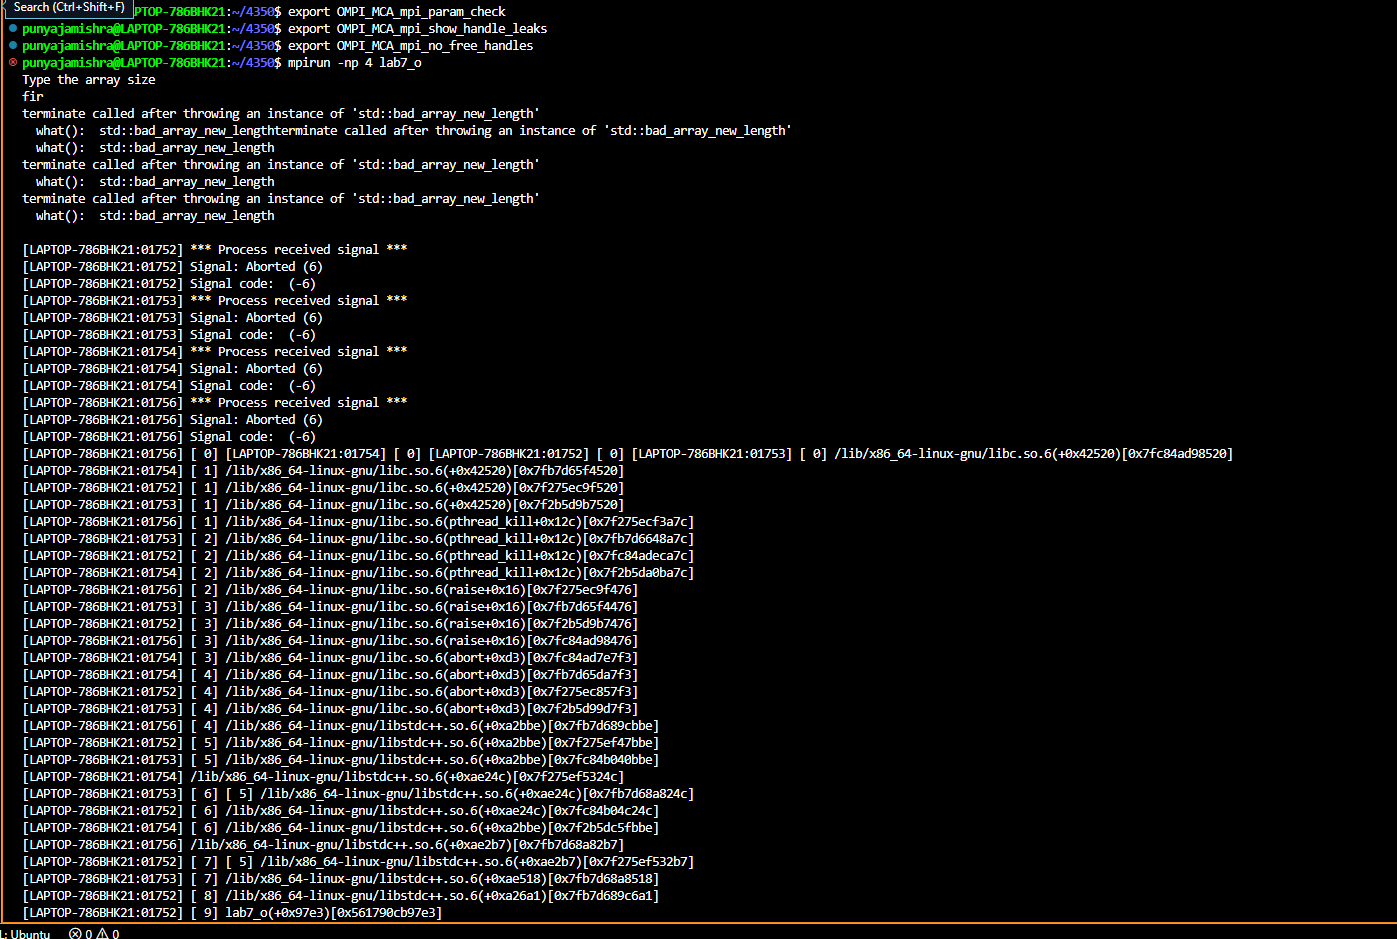 Search (Ctrl+Shift+F)
PTOP-786BHK21:~/4350$ export OMPI_MCA_mpi_param_check
punyajamishra@LAPTOP-786BHK21:~/4350$ export OMPI_MCA_mpi_show_handle_leaks
punyajamishra@LAPTOP-786BHK21:~/4350$ export OMPI_MCA_mpi_no_free_handles
punyajamishra@LAPTOP-786BHK21:~/4350$ mpirun -np 4 lab7_o
Type the array size
fir
terminate called after throwing an instance of 'std::bad_array_new_length'
  what():  std::bad_array_new_lengthterminate called after throwing an instance of 'std::bad_array_new_length'
  what():  std::bad_array_new_length
terminate called after throwing an instance of 'std::bad_array_new_length'
  what():  std::bad_array_new_length
terminate called after throwing an instance of 'std::bad_array_new_length'
  what():  std::bad_array_new_length
[LAPTOP-786BHK21:01752] *** Process received signal ***
[LAPTOP-786BHK21:01752] Signal: Aborted (6)
[LAPTOP-786BHK21:01752] Signal code:  (-6)
[LAPTOP-786BHK21:01753] *** Process received signal ***
[LAPTOP-786BHK21:01753] Signal: Aborted (6)
[LAPTOP-786BHK21:01753] Signal code:  (-6)
[LAPTOP-786BHK21:01754] *** Process received signal ***
[LAPTOP-786BHK21:01754] Signal: Aborted (6)
[LAPTOP-786BHK21:01754] Signal code:  (-6)
[LAPTOP-786BHK21:01756] *** Process received signal ***
[LAPTOP-786BHK21:01756] Signal: Aborted (6)
[LAPTOP-786BHK21:01756] Signal code:  (-6)
[LAPTOP-786BHK21:01756] [ 0] [LAPTOP-786BHK21:01754] [ 0] [LAPTOP-786BHK21:01752] [ 0] [LAPTOP-786BHK21:01753] [ 0] /lib/x86_64-linux-gnu/libc.so.6(+0x42520)[0x7fc84ad98520]
[LAPTOP-786BHK21:01754] [ 1] /lib/x86_64-linux-gnu/libc.so.6(+0x42520)[0x7fb7d65f4520]
[LAPTOP-786BHK21:01752] [ 1] /lib/x86_64-linux-gnu/libc.so.6(+0x42520)[0x7f275ec9f520]
[LAPTOP-786BHK21:01753] [ 1] /lib/x86_64-linux-gnu/libc.so.6(+0x42520)[0x7f2b5d9b7520]
[LAPTOP-786BHK21:01756] [ 1] /lib/x86_64-linux-gnu/libc.so.6(pthread_kill+0x12c)[0x7f275ecf3a7c]
[LAPTOP-786BHK21:01753] [ 2] /lib/x86_64-linux-gnu/libc.so.6(pthread_kill+0x12c)[0x7fb7d6648a7c]
[LAPTOP-786BHK21:01752] [ 2] /lib/x86_64-linux-gnu/libc.so.6(pthread_kill+0x12c)[0x7fc84adeca7c]
[LAPTOP-786BHK21:01754] [ 2] /lib/x86_64-linux-gnu/libc.so.6(pthread_kill+0x12c)[0x7f2b5da0ba7c]
[LAPTOP-786BHK21:01756] [ 2] /lib/x86_64-linux-gnu/libc.so.6(raise+0x16)[0x7f275ec9f476]
[LAPTOP-786BHK21:01753] [ 3] /lib/x86_64-linux-gnu/libc.so.6(raise+0x16)[0x7fb7d65f4476]
[LAPTOP-786BHK21:01752] [ 3] /lib/x86_64-linux-gnu/libc.so.6(raise+0x16)[0x7f2b5d9b7476]
[LAPTOP-786BHK21:01756] [ 3] /lib/x86_64-linux-gnu/libc.so.6(raise+0x16)[0x7fc84ad98476]
[LAPTOP-786BHK21:01754] [ 3] /lib/x86_64-linux-gnu/libc.so.6(abort+0xd3)[0x7fc84ad7e7f3]
[LAPTOP-786BHK21:01754] [ 4] /lib/x86_64-linux-gnu/libc.so.6(abort+0xd3)[0x7fb7d65da7f3]
[LAPTOP-786BHK21:01752] [ 4] /lib/x86_64-linux-gnu/libc.so.6(abort+0xd3)[0x7f275ec857f3]
[LAPTOP-786BHK21:01753] [ 4] /lib/x86_64-linux-gnu/libc.so.6(abort+0xd3)[0x7f2b5d99d7f3]
[LAPTOP-786BHK21:01756] [ 4] /lib/x86_64-linux-gnu/libstdc++.so.6(+0xa2bbe)[0x7fb7d689cbbe]
[LAPTOP-786BHK21:01752] [ 5] /lib/x86_64-linux-gnu/libstdc++.so.6(+0xa2bbe)[0x7f275ef47bbe]
[LAPTOP-786BHK21:01753] [ 5] /lib/x86_64-linux-gnu/libstdc++.so.6(+0xa2bbe)[0x7fc84b040bbe]
[LAPTOP-786BHK21:01754] /lib/x86_64-linux-gnu/libstdc++.so.6(+0xae24c)[0x7f275ef5324c]
[LAPTOP-786BHK21:01753] [ 6] [ 5] /lib/x86_64-linux-gnu/libstdc++.so.6(+0xae24c)[0x7fb7d68a824c]
[LAPTOP-786BHK21:01752] [ 6] /lib/x86_64-linux-gnu/libstdc++.so.6(+0xae24c)[0x7fc84b04c24c]
[LAPTOP-786BHK21:01754] [ 6] /lib/x86_64-linux-gnu/libstdc++.so.6(+0xa2bbe)[0x7f2b5dc5fbbe]
[LAPTOP-786BHK21:01756] /lib/x86_64-linux-gnu/libstdc++.so.6(+0xae2b7)[0x7fb7d68a82b7]
[LAPTOP-786BHK21:01752] [ 7] [ 5] /lib/x86_64-linux-gnu/libstdc++.so.6(+0xae2b7)[0x7f275ef532b7]
[LAPTOP-786BHK21:01753] [ 7] /lib/x86_64-linux-gnu/libstdc++.so.6(+0xae518)[0x7fb7d68a8518]
[LAPTOP-786BHK21:01752] [ 8] /lib/x86_64-linux-gnu/libstdc++.so.6(+0xa26a1)[0x7fb7d689c6a1]
[LAPTOP-786BHK21:01752] [ 9] lab7_o(+0x97e3)[0x561790cb97e3]
L: Ubuntu 0 0